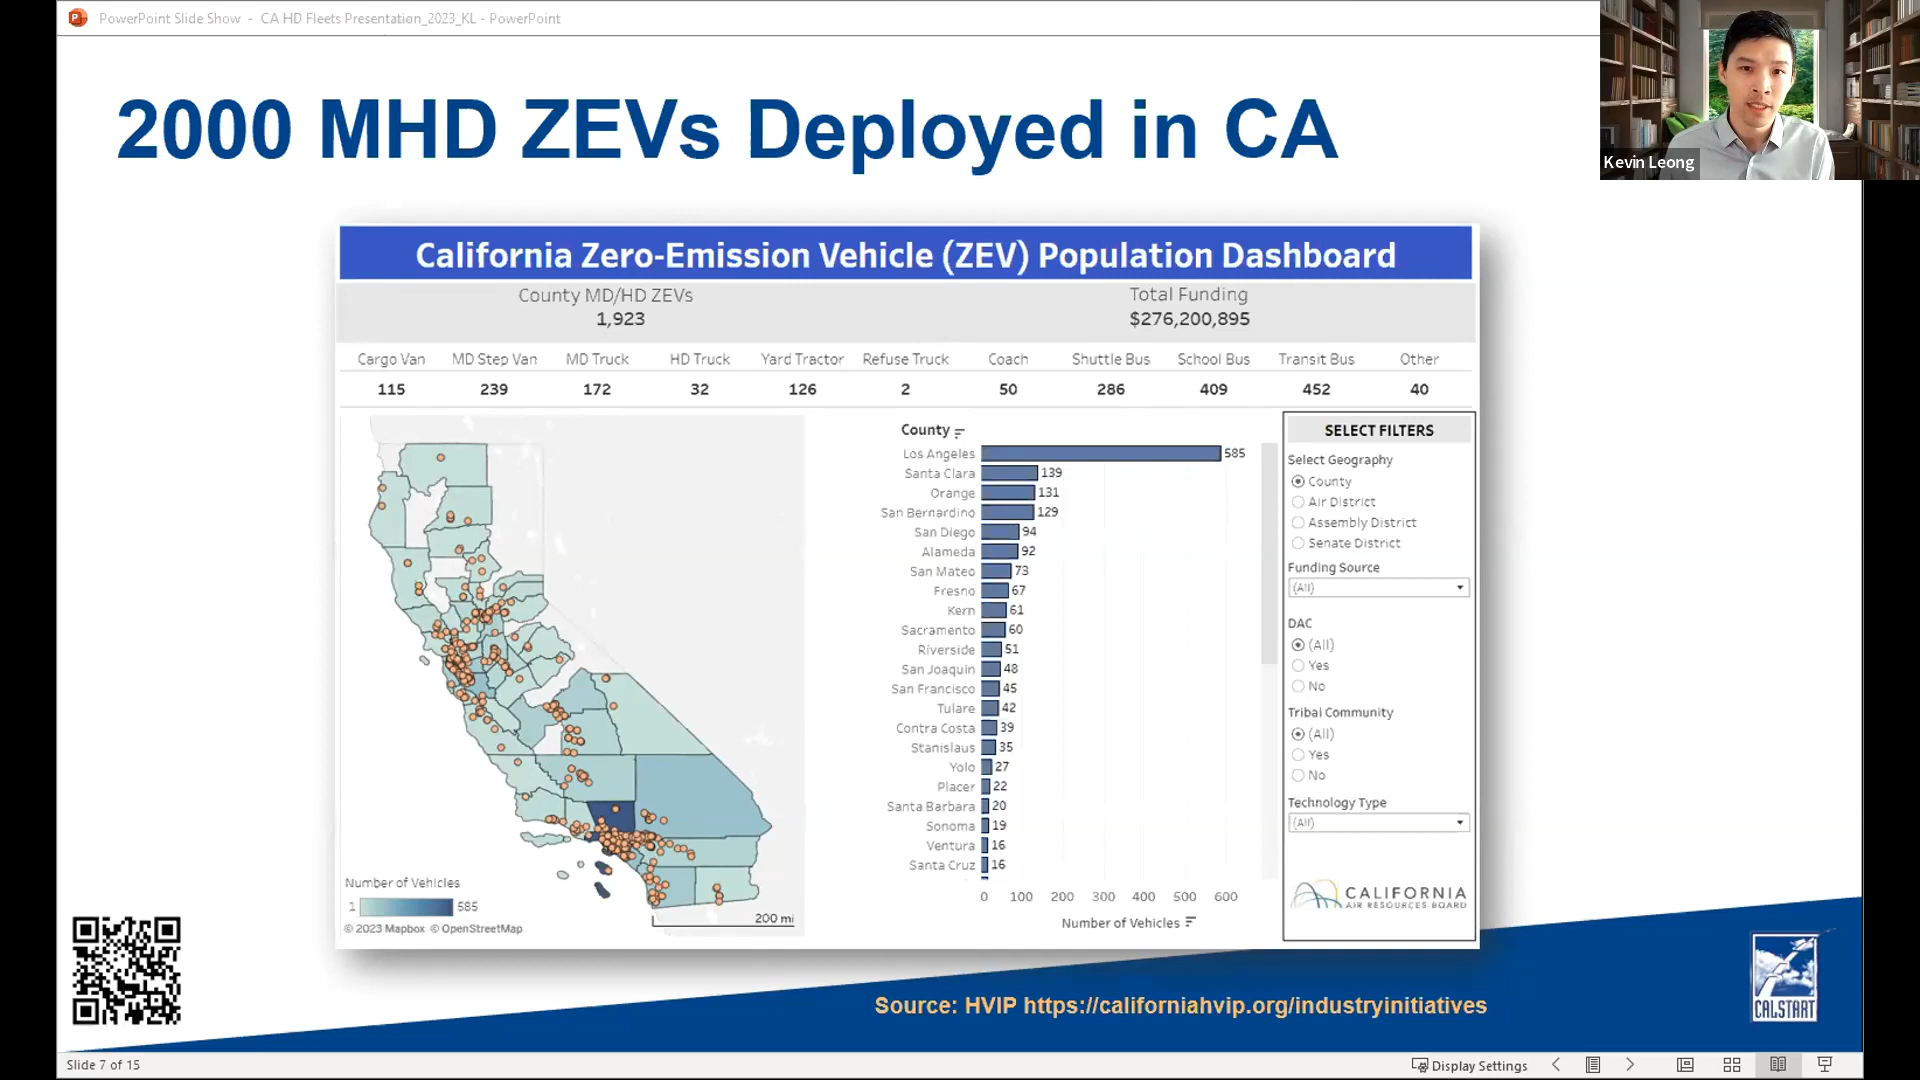 PowerPoint Slide Show - CA HD Fleets Presentation_2023_KL - PowerPoint
Kevin Leong
2000 MHD ZEVs Deployed in CA
California Zero-Emission Vehicle (ZEV) Population Dashboard
County MD/HD ZEVs
1,923
Total Funding
$276,200,895
Cargo Van MD Step Van MD Truck HD Truck Yard Tractor Refuse Truck Coach Shuttle Bus School Bus Transit Bus Other
115 239 172 32 126 2 50 286 409 452 40
County
Los Angeles 585
Santa Clara 139
Orange 131
San Bernardino 129
San Diego 94
Alameda 92
San Mateo 73
Fresno 67
Kern 61
Sacramento 60
Riverside 51
San Joaquin 48
San Francisco 45
Tulare 42
Contra Costa 39
Stanislaus 35
Yolo 27
Placer 22
Santa Barbara 20
Sonoma 19
Ventura 16
Santa Cruz 16
0 100 200 300 400 500 600
Number of Vehicles
Number of Vehicles
1 585
© 2023 Mapbox © OpenStreetMap
200 mi
SELECT FILTERS
Select Geography
County
Air District
Assembly District
Senate District
Funding Source
(All)
DAC
(All)
Yes
No
Tribal Community
(All)
Yes
No
Technology Type
(All)
CALIFORNIA
AIR RESOURCES BOARD
Source: HVIP https://californiahvip.org/industryinitiatives
CALSTART
Slide 7 of 15
Display Settings